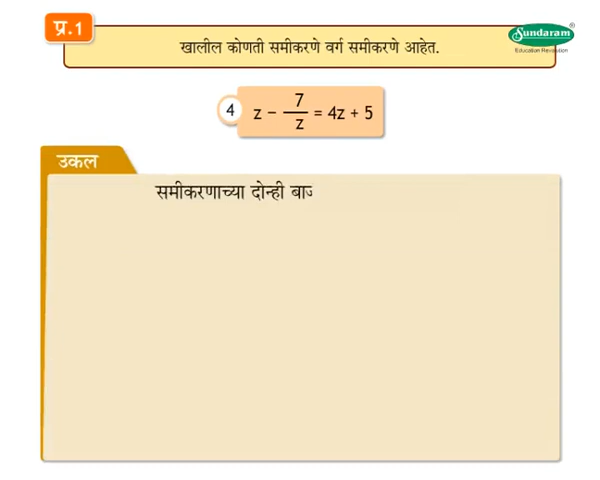 प्र.1
खालील कोणती समीकरणे वर्ग समीकरणे आहेत.
Sundaram®
Education Revolution
4 z − 7/z = 4z + 5
उकल
समीकरणाच्या दोन्ही